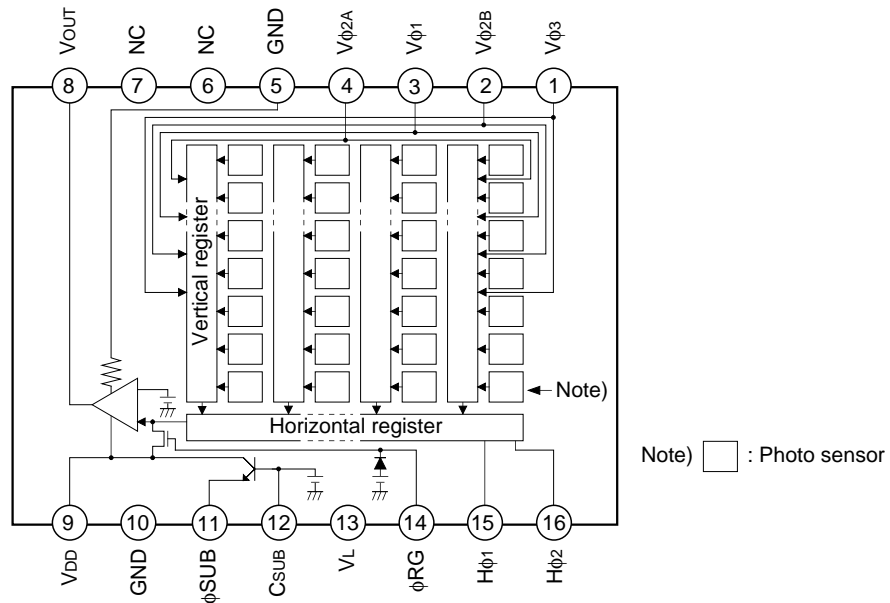 VOUT NC NC GND Vϕ2A Vϕ1 Vϕ2B Vϕ3
8 7 6 5 4 3 2 1
Vertical register
Note)
Horizontal register
Note) : Photo sensor
9 10 11 12 13 14 15 16
VDD GND ϕSUB CSUB VL ϕRG Hϕ1 Hϕ2